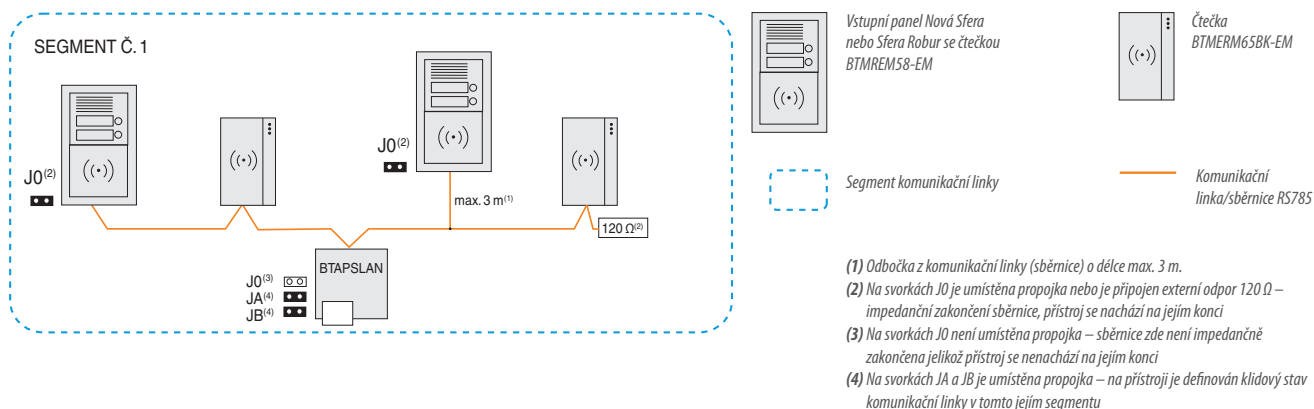 SEGMENT Č. 1
J0(2)
J0(2)
max. 3 m(1)
120 Ω(2)
BTAPSLAN
J0(3)
JA(4)
JB(4)
Vstupní panel Nová Sfera
nebo Sfera Robur se čtečkou
BTMREM58-EM
Čtečka
BTMERM65BK-EM
Segment komunikační linky
Komunikační
linka/sběrnice RS785
(1) Odbočka z komunikační linky (sběrnice) o délce max. 3 m.
(2) Na svorkách J0 je umístěna propojka nebo je připojen externí odpor 120 Ω –
impedanční zakončení sběrnice, přístroj se nachází na jejím konci
(3) Na svorkách J0 není umístěna propojka – sběrnice zde není impedančně
zakončena jelikož přístroj se nenachází na jejím konci
(4) Na svorkách JA a JB je umístěna propojka – na přístroji je definován klidový stav
komunikační linky v tomto jejím segmentu